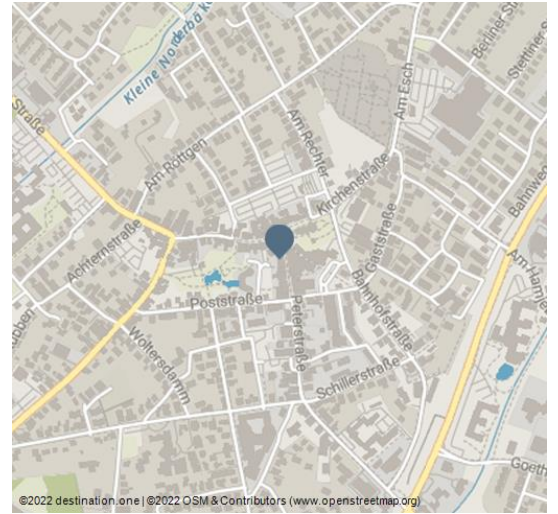 Kleine Norderbäke
Am Esch
Berliner Str
Stettiner S
Straße
Am Rechter
Am Röttgen
Kirchenstraße
Gaststraße
Bahnweg
Achternstraße
Am Hamjes
Bahnhofstraße
Poststraße
Peterstraße
Woltersdamm
Schillerstraße
Goeth
©2022 destination.one | ©2022 OSM & Contributors (www.openstreetmap.org)